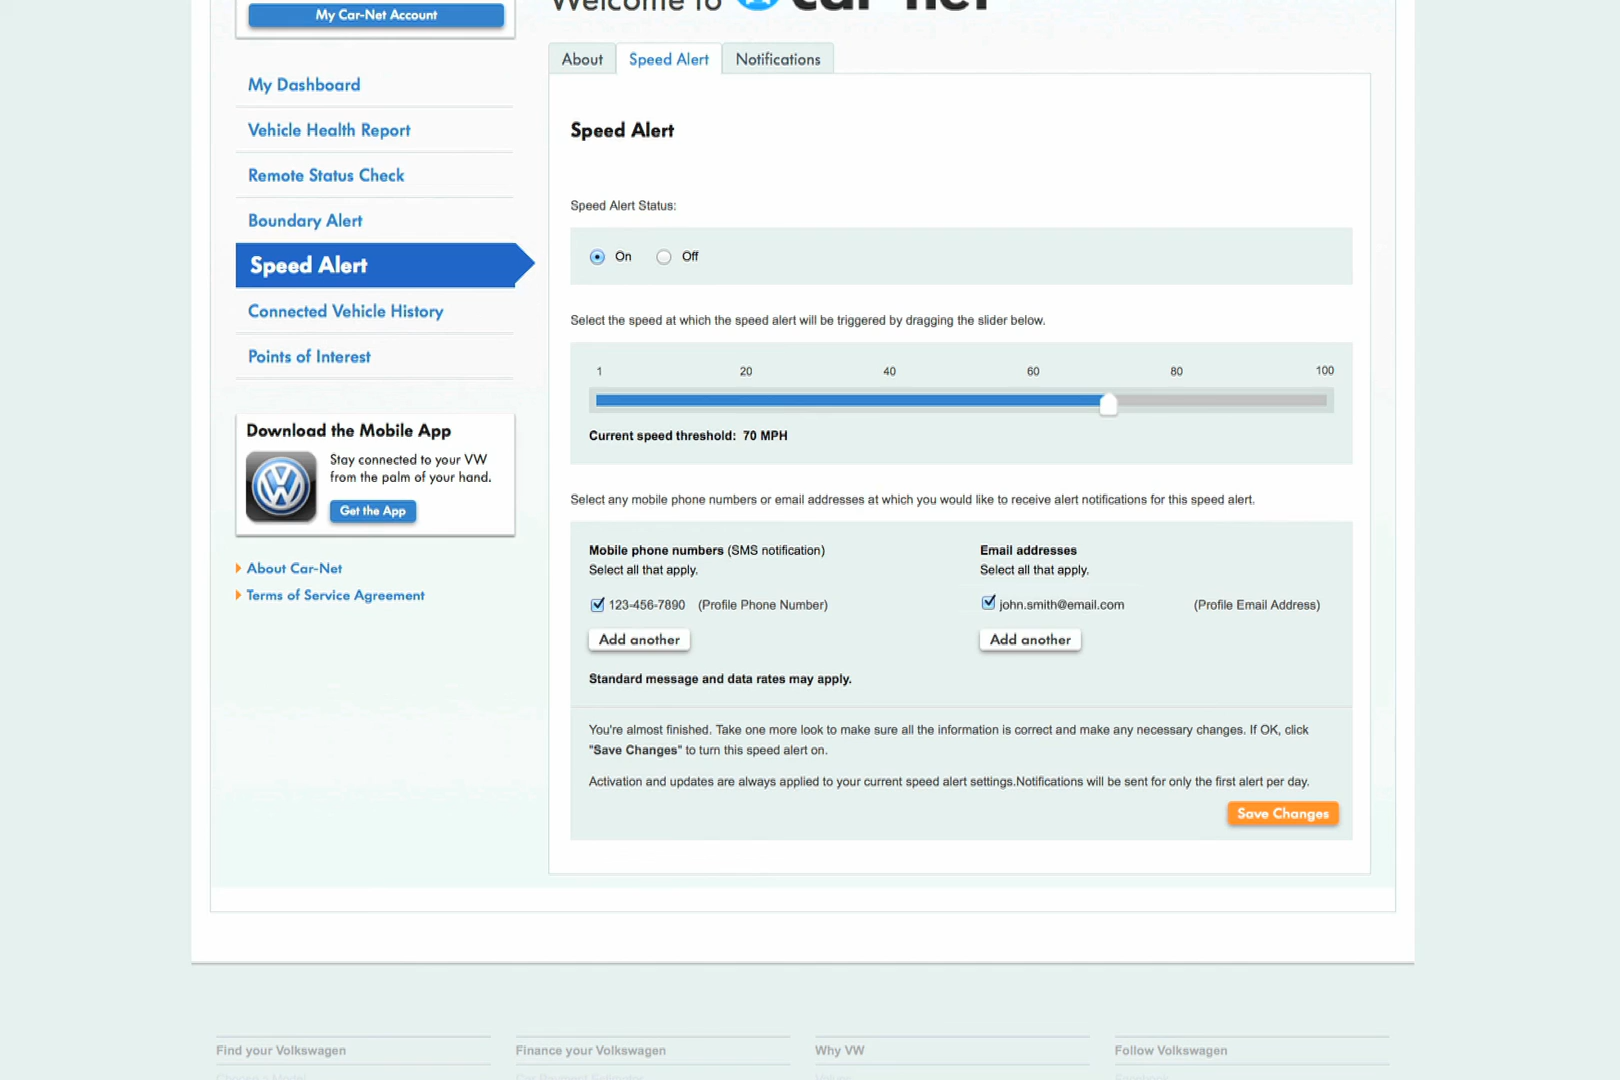 My Car-Net Account
Welcome to car-net
About
Speed Alert
Notifications
My Dashboard
Vehicle Health Report
Remote Status Check
Boundary Alert
Speed Alert
Connected Vehicle History
Points of Interest
Download the Mobile App
Stay connected to your VW
from the palm of your hand.
Get the App
About Car-Net
Terms of Service Agreement
Speed Alert
Speed Alert Status:
On
Off
Select the speed at which the speed alert will be triggered by dragging the slider below.
1 20 40 60 80 100
Current speed threshold: 70 MPH
Select any mobile phone numbers or email addresses at which you would like to receive alert notifications for this speed alert.
Mobile phone numbers (SMS notification)
Select all that apply.
123-456-7890 (Profile Phone Number)
Add another
Email addresses
Select all that apply.
john.smith@email.com (Profile Email Address)
Add another
Standard message and data rates may apply.
You're almost finished. Take one more look to make sure all the information is correct and make any necessary changes. If OK, click
"Save Changes" to turn this speed alert on.
Activation and updates are always applied to your current speed alert settings.Notifications will be sent for only the first alert per day.
Save Changes
Find your Volkswagen
Finance your Volkswagen
Why VW
Follow Volkswagen